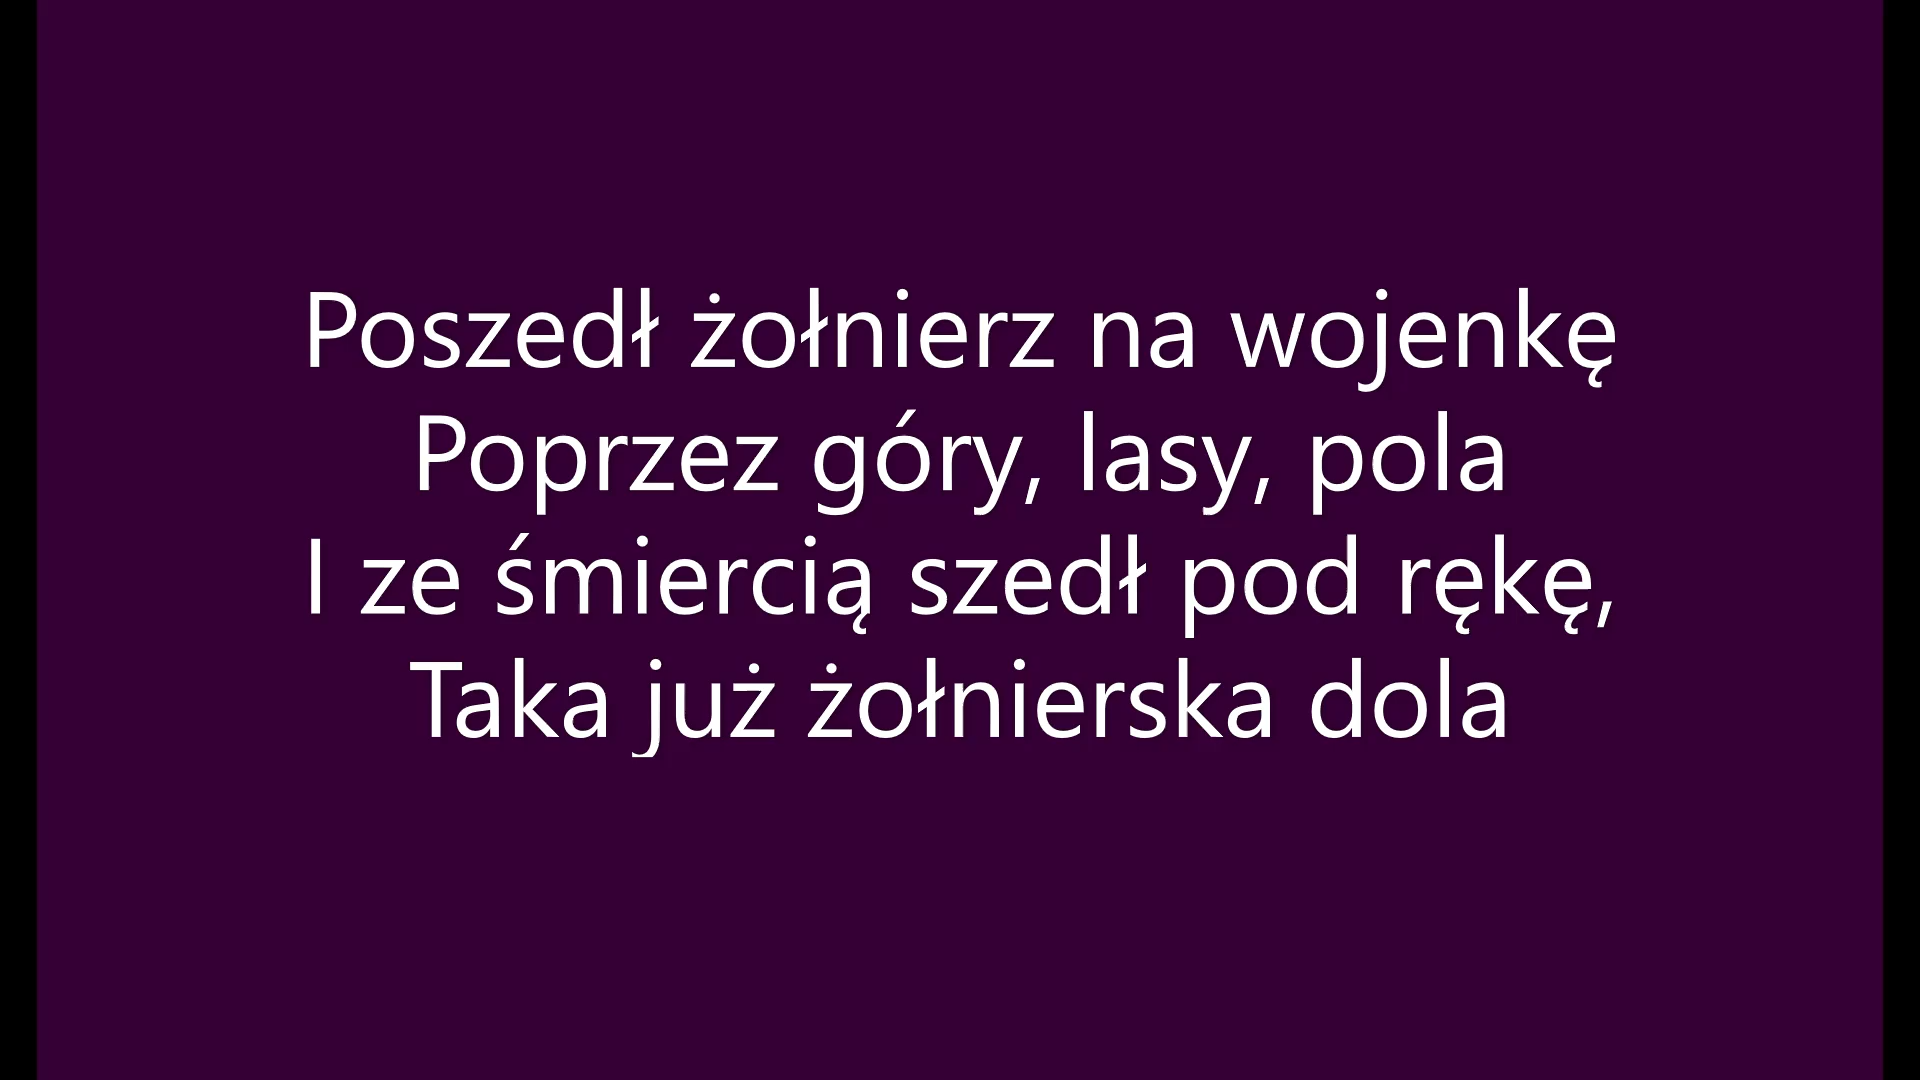 Poszedł żołnierz na wojenkę
Poprzez góry, lasy, pola
I ze śmiercią szedł pod rękę,
Taka już żołnierska dola